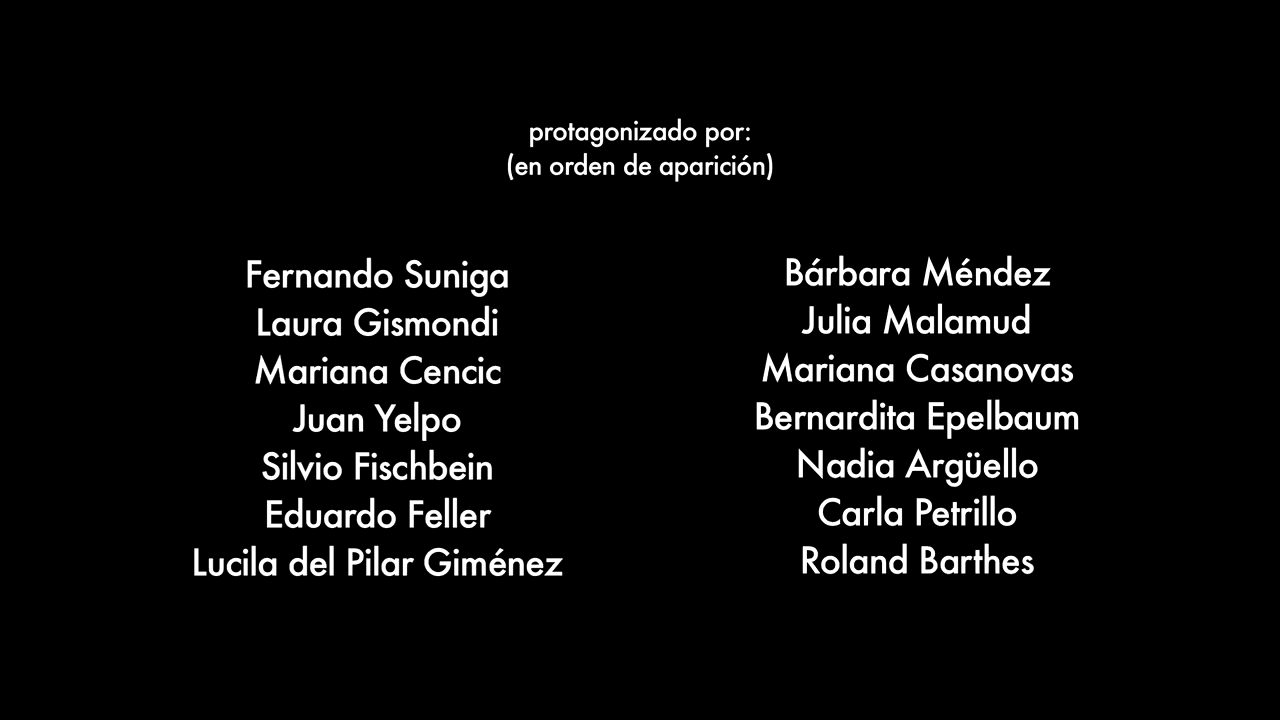 protagonizado por:
(en orden de aparición)
Fernando Suniga
Laura Gismondi
Mariana Cencic
Juan Yelpo
Silvio Fischbein
Eduardo Feller
Lucila del Pilar Giménez
Bárbara Méndez
Julia Malamud
Mariana Casanovas
Bernardita Epelbaum
Nadia Argüello
Carla Petrillo
Roland Barthes